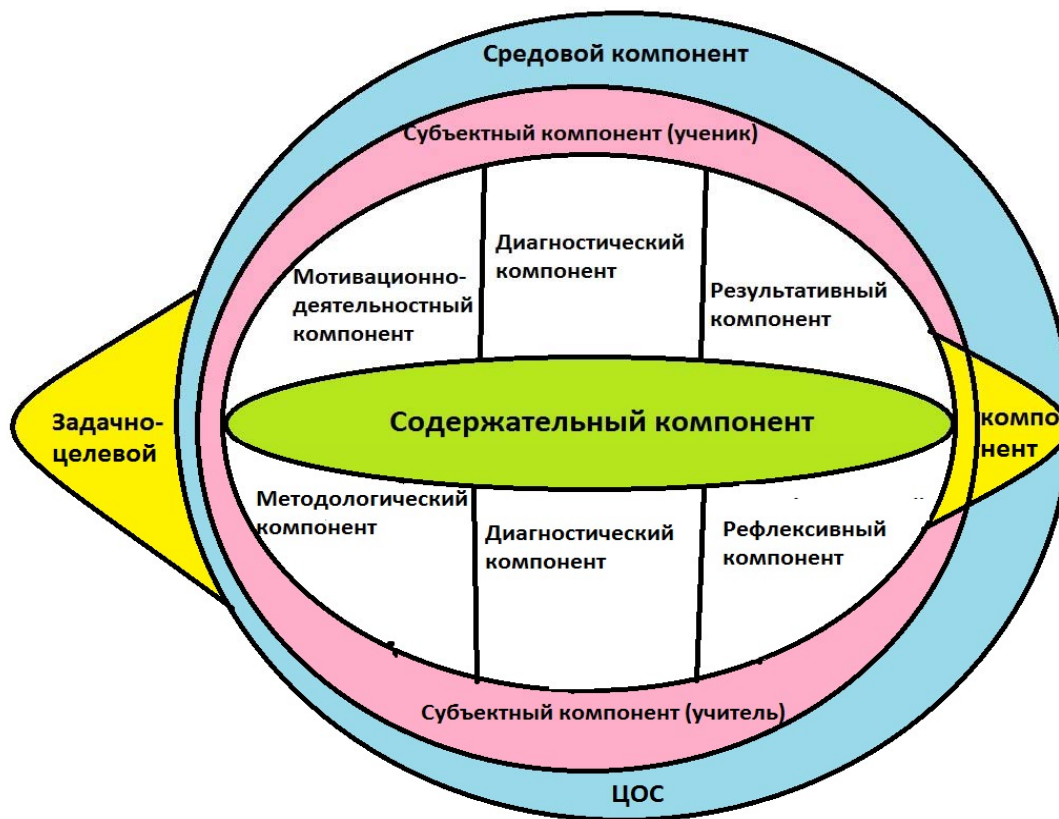 Средовой компонент
Субъектный компонент (ученик)
Диагностический
компонент
Мотивационно-
деятельностный
компонент
Результативный
компонент
Задачно-
целевой
Содержательный компонент
компо
нент
Методологический
компонент
Диагностический
компонент
Рефлексивный
компонент
Субъектный компонент (учитель)
ЦОС